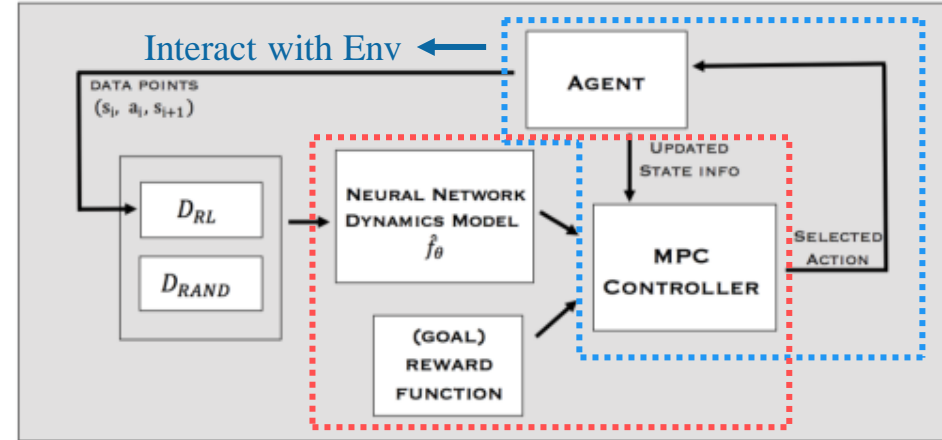 Interact with Env
AGENT
DATA POINTS
(sᵢ, aᵢ, sᵢ₊₁)
UPDATED
STATE INFO
NEURAL NETWORK
DYNAMICS MODEL
f̂_θ
D_RL
D_RAND
MPC
CONTROLLER
SELECTED
ACTION
(GOAL)
REWARD
FUNCTION